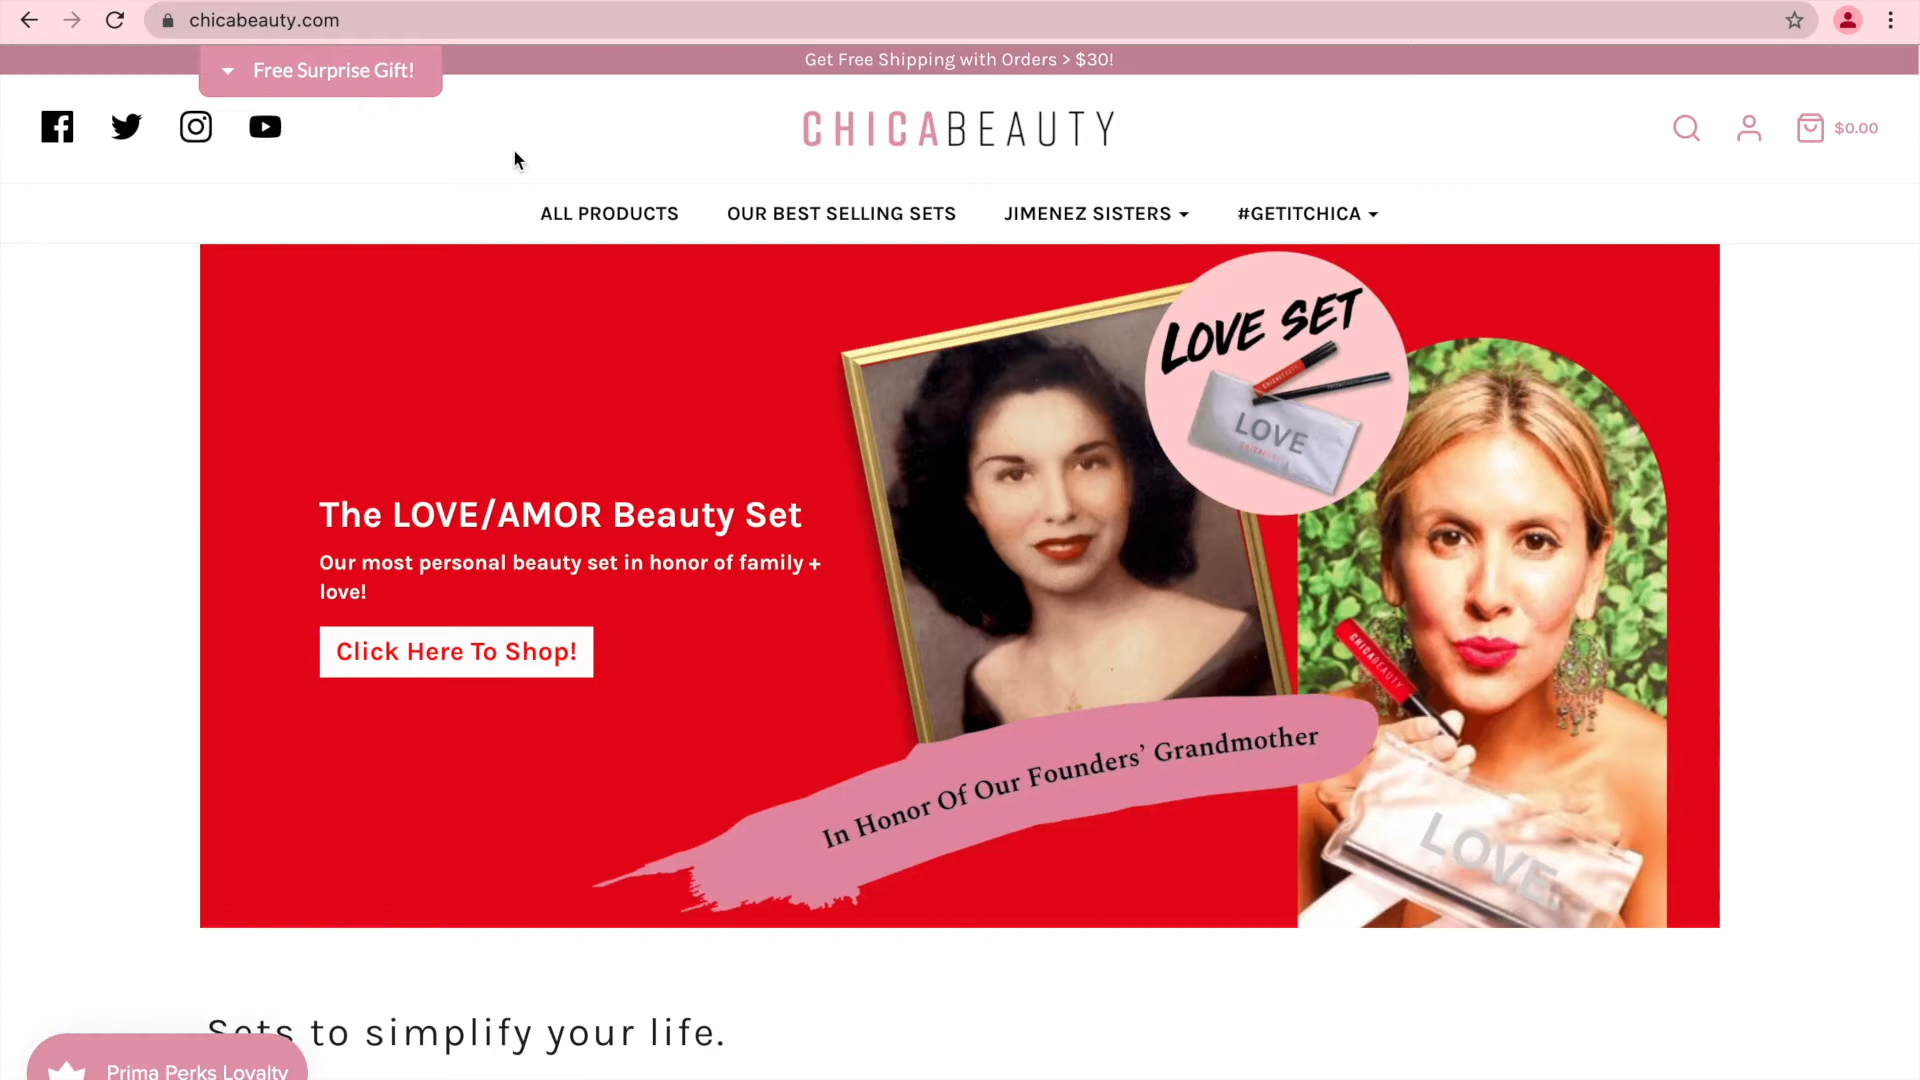 chicabeauty.com
Get Free Shipping with Orders > $30!
Free Surprise Gift!
CHICABEAUTY
$0.00
ALL PRODUCTS
OUR BEST SELLING SETS
JIMENEZ SISTERS
#GETITCHICA
LOVE SET
CHICABEAUTY
LOVE
The LOVE/AMOR Beauty Set
Our most personal beauty set in honor of family +
love!
Click Here To Shop!
CHICABEAUTY
In Honor Of Our Founders’ Grandmother
LOVE
Sets to simplify your life.
Prima Perks Loyalty